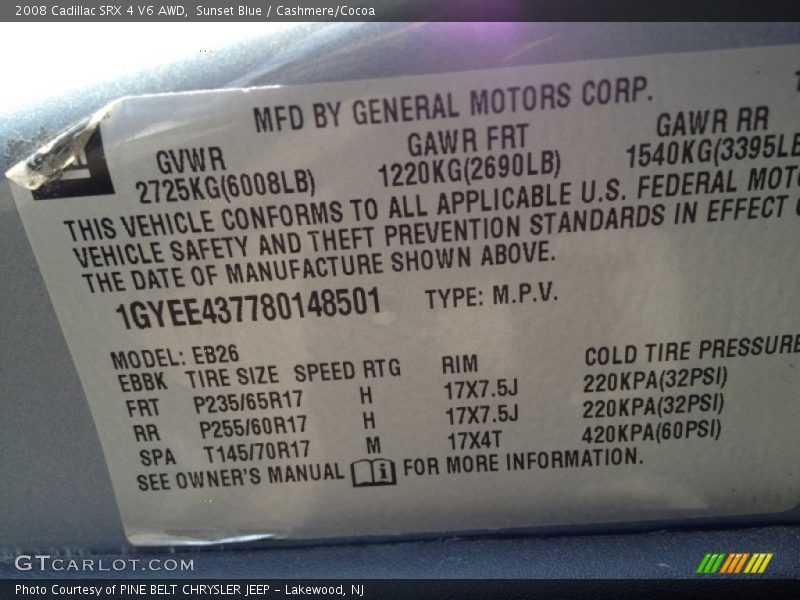 2008 Cadillac SRX 4 V6 AWD,  Sunset Blue / Cashmere/Cocoa
MFD BY GENERAL MOTORS CORP.
GVWR GAWR FRT GAWR RR
2725KG(6008LB) 1220KG(2690LB) 1540KG(3395LB
THIS VEHICLE CONFORMS TO ALL APPLICABLE U.S. FEDERAL MOT
VEHICLE SAFETY AND THEFT PREVENTION STANDARDS IN EFFECT
THE DATE OF MANUFACTURE SHOWN ABOVE.
1GYEE437780148501 TYPE: M.P.V.
MODEL: EB26
EBBK TIRE SIZE SPEED RTG RIM COLD TIRE PRESSURE
FRT P235/65R17 H 17X7.5J 220KPA(32PSI)
RR P255/60R17 H 17X7.5J 220KPA(32PSI)
SPA T145/70R17 M 17X4T 420KPA(60PSI)
SEE OWNER'S MANUAL i FOR MORE INFORMATION.
GTCARLOT.COM
Photo Courtesy of PINE BELT CHRYSLER JEEP - Lakewood, NJ